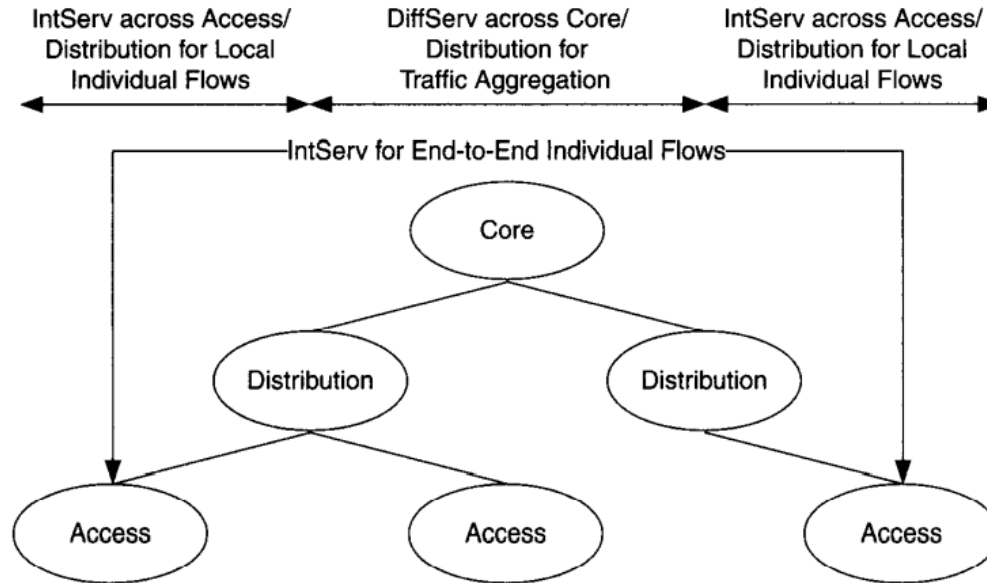 IntServ across Access/
Distribution for Local
Individual Flows
DiffServ across Core/
Distribution for
Traffic Aggregation
IntServ across Access/
Distribution for Local
Individual Flows
IntServ for End-to-End Individual Flows
Core
Distribution
Distribution
Access
Access
Access